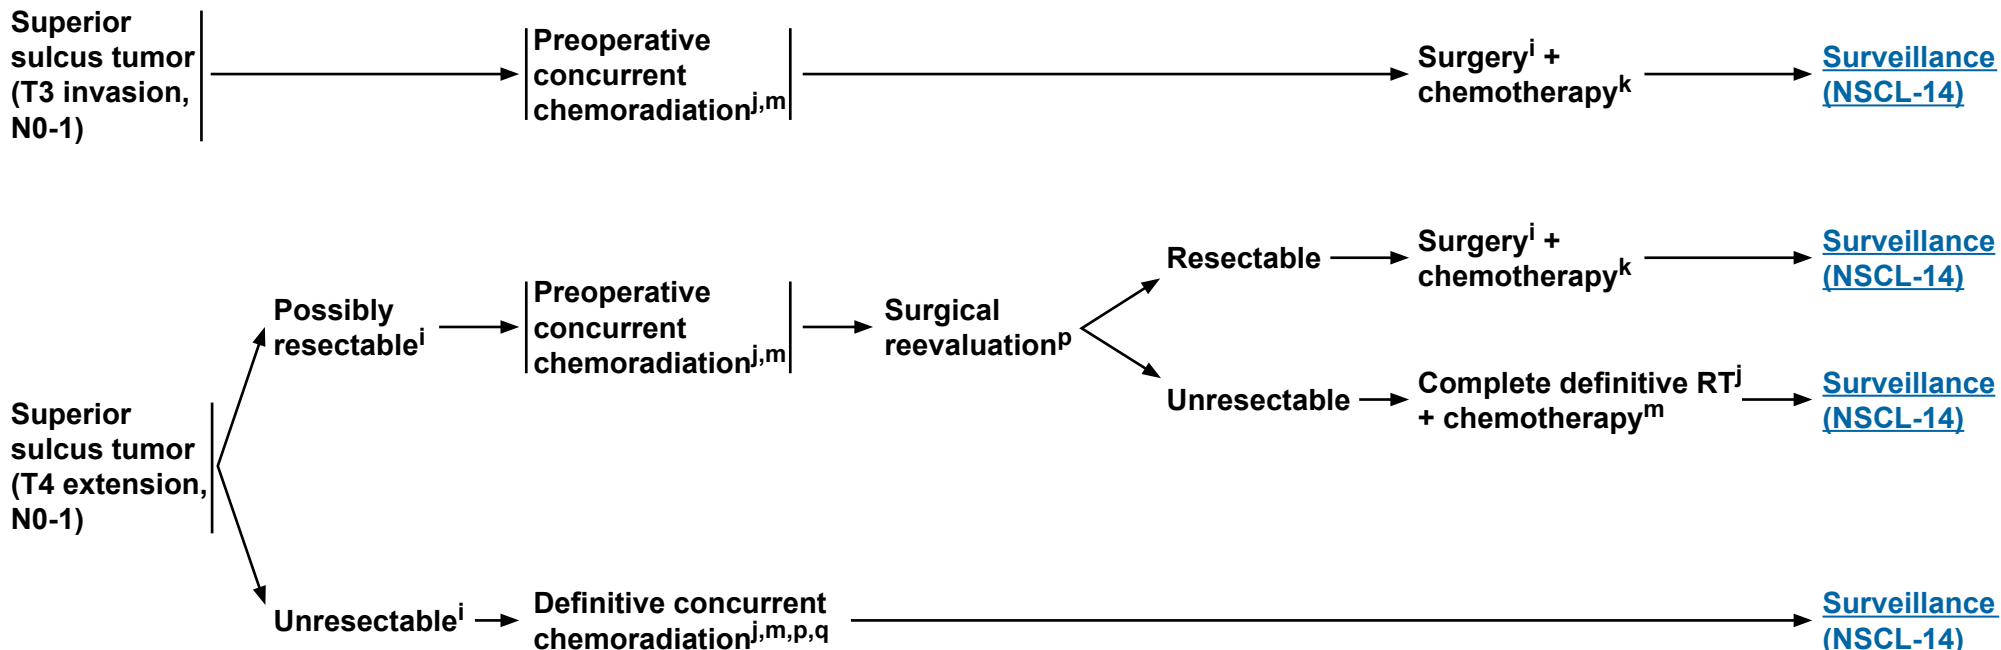 Superior
sulcus tumor
(T3 invasion,
N0-1)
Preoperative
concurrent
chemoradiationj,m
Surgeryi +
chemotherapyk
Surveillance
(NSCL-14)
Superior
sulcus tumor
(T4 extension,
N0-1)
Possibly
resectablei
Preoperative
concurrent
chemoradiationj,m
Surgical
reevaluationp
Resectable
Surgeryi +
chemotherapyk
Surveillance
(NSCL-14)
Unresectable
Complete definitive RTj
+ chemotherapym
Surveillance
(NSCL-14)
Unresectablei
Definitive concurrent
chemoradiationj,m,p,q
Surveillance
(NSCL-14)